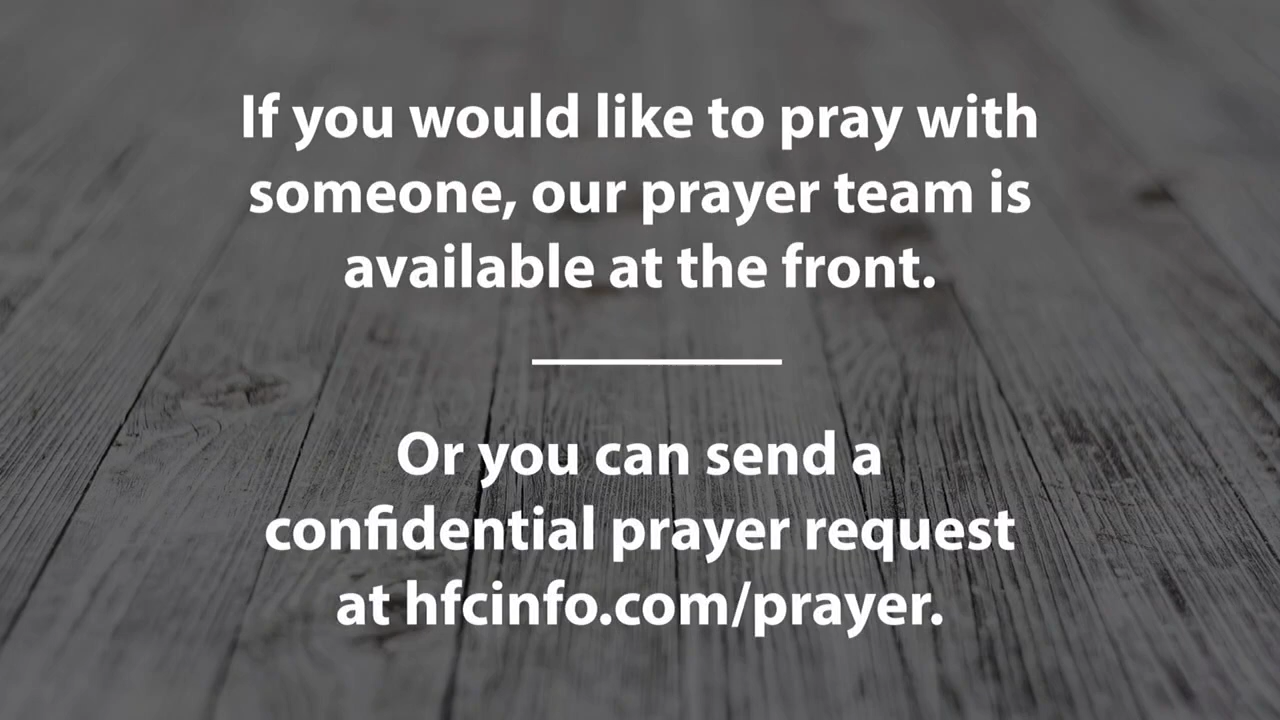 If you would like to pray with
someone, our prayer team is
available at the front.
Or you can send a
confidential prayer request
at hfcinfo.com/prayer.